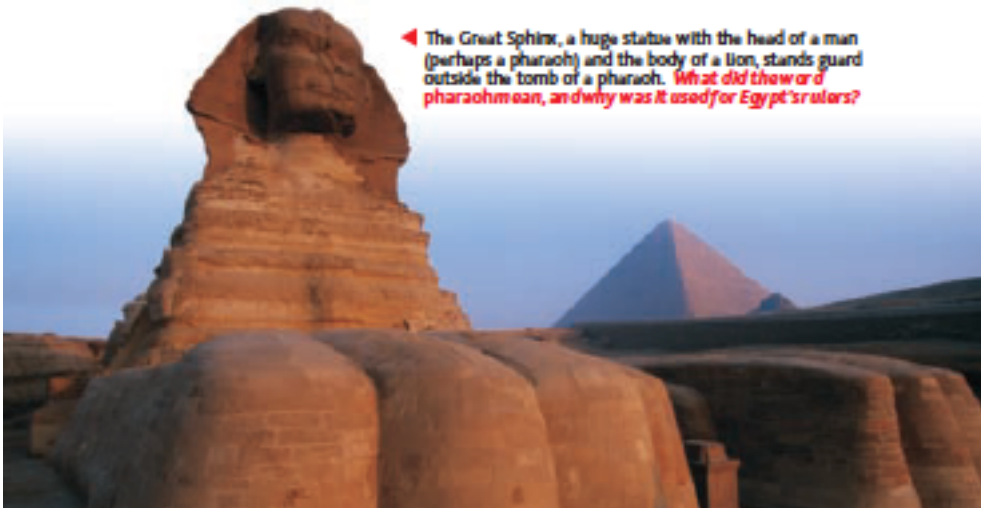 The Great Sphinx, a huge statue with the head of a man
(perhaps a pharaoh) and the body of a lion, stands guard
outside the tomb of a pharaoh. What did the word
pharaoh mean, and why was it used for Egypt's rulers?